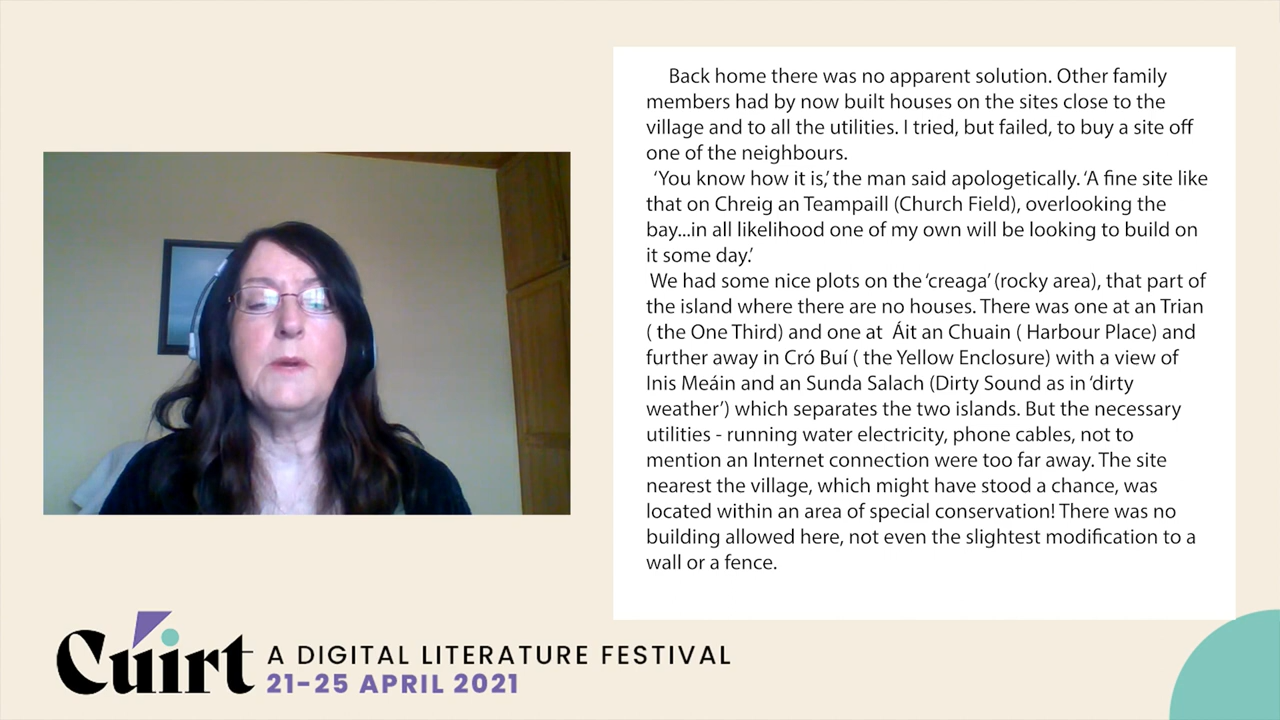 Back home there was no apparent solution. Other family
members had by now built houses on the sites close to the
village and to all the utilities. I tried, but failed, to buy a site off
one of the neighbours.
‘You know how it is,’ the man said apologetically. ‘A fine site like
that on Chreig an Teampaill (Church Field), overlooking the
bay...in all likelihood one of my own will be looking to build on
it some day.’
We had some nice plots on the ‘creaga’ (rocky area), that part of
the island where there are no houses. There was one at an Trian
( the One Third) and one at Áit an Chuain ( Harbour Place) and
further away in Cró Buí ( the Yellow Enclosure) with a view of
Inis Meáin and an Sunda Salach (Dirty Sound as in ‘dirty
weather’) which separates the two islands. But the necessary
utilities - running water electricity, phone cables, not to
mention an Internet connection were too far away. The site
nearest the village, which might have stood a chance, was
located within an area of special conservation! There was no
building allowed here, not even the slightest modification to a
wall or a fence.
Cúirt
A DIGITAL LITERATURE FESTIVAL
21-25 APRIL 2021